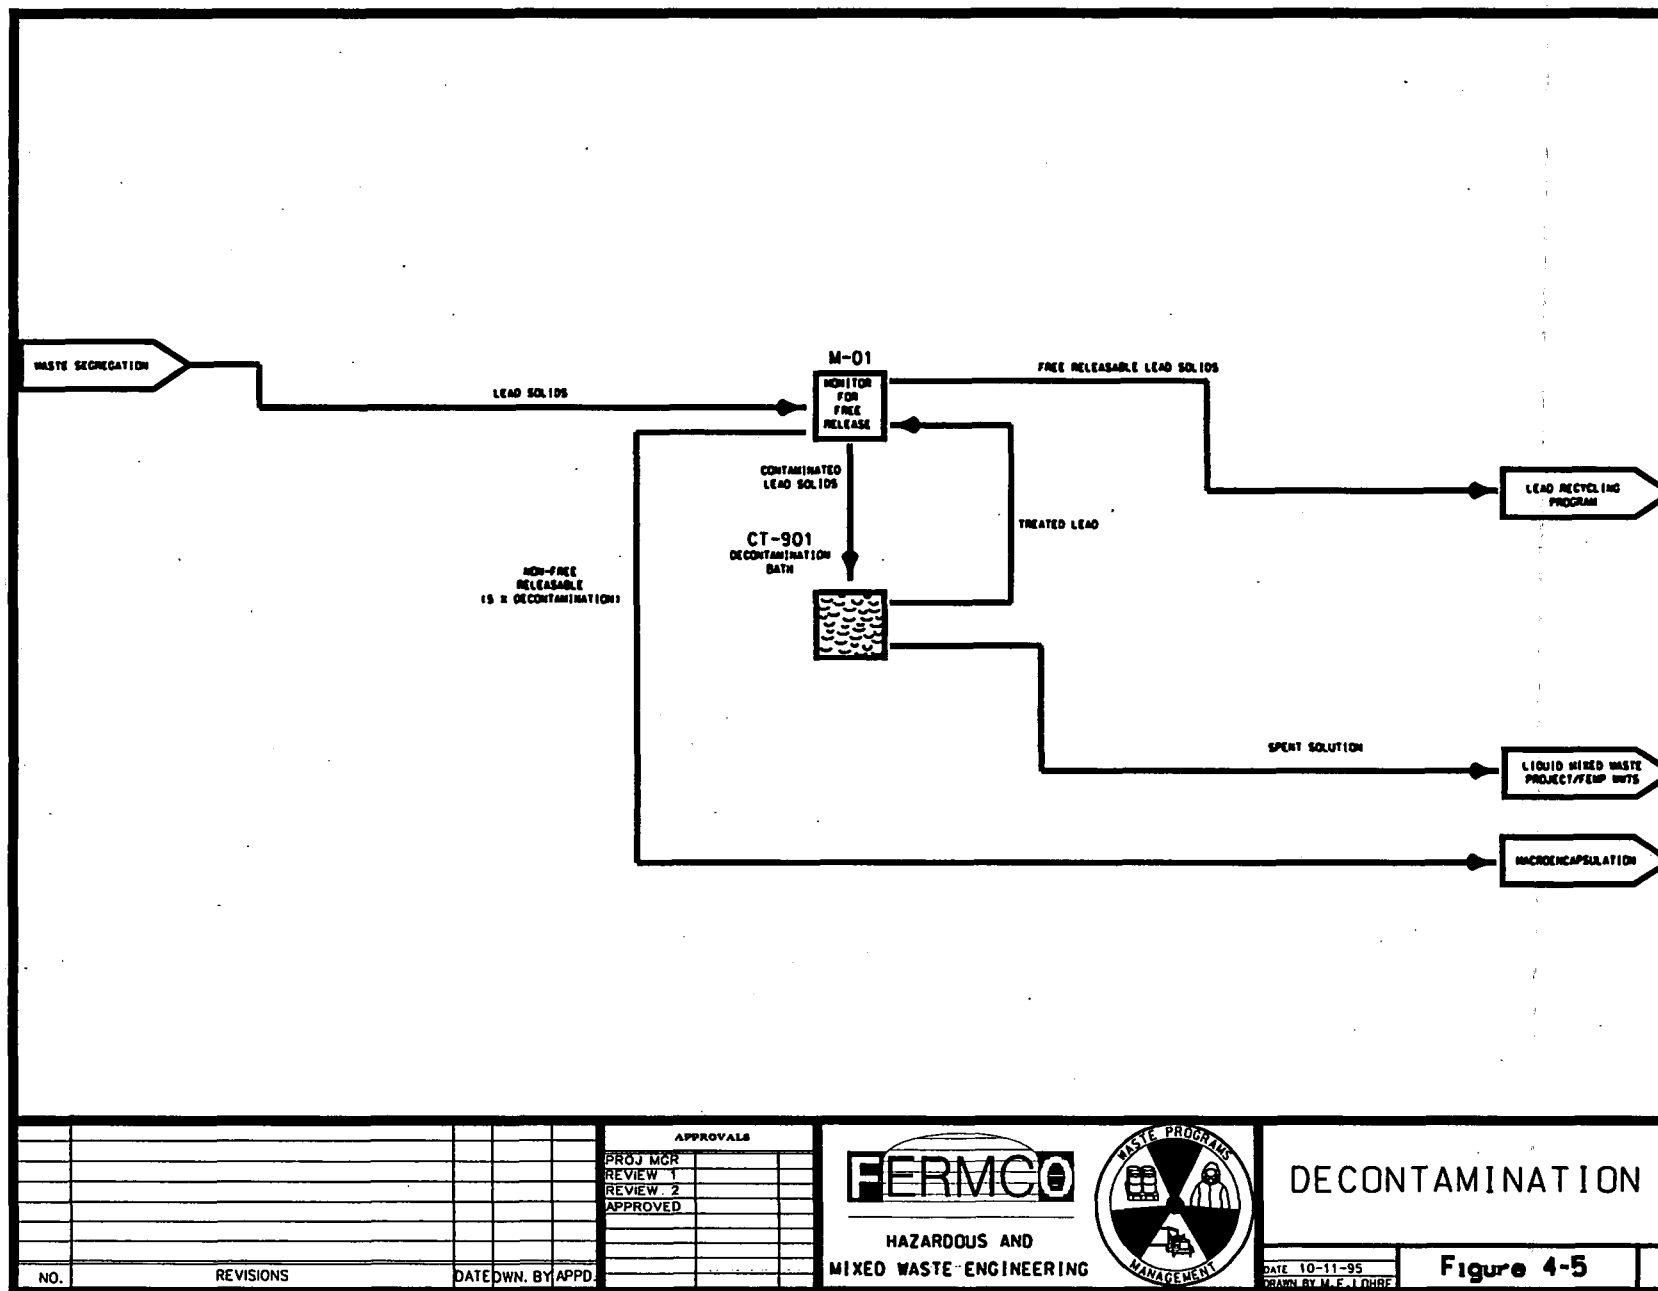 WASTE SEGREGATION
LEAD SOLIDS
M-01
MONITOR
FOR
FREE
RELEASE
FREE RELEASABLE LEAD SOLIDS
LEAD RECYCLING
PROGRAM
CONTAMINATED
LEAD SOLIDS
TREATED LEAD
CT-901
DECONTAMINATION
BATH
NON-FREE
RELEASABLE
DECONTAMINATION)
SPENT SOLUTION
LIQUID MIXED WASTE
PROJECT/FEMP WWTS
MACROENCAPSULATION
NO.
REVISIONS
DATE
DWN. BY
APPD.
APPROVALS
PROJ MGR
REVIEW 1
REVIEW 2
APPROVED
FERMCO
HAZARDOUS AND
MIXED WASTE ENGINEERING
WASTE PROGRAMS
MANAGEMENT
DECONTAMINATION
DATE 10-11-95
DRAWN BY M.E.LOHRE
Figure 4-5